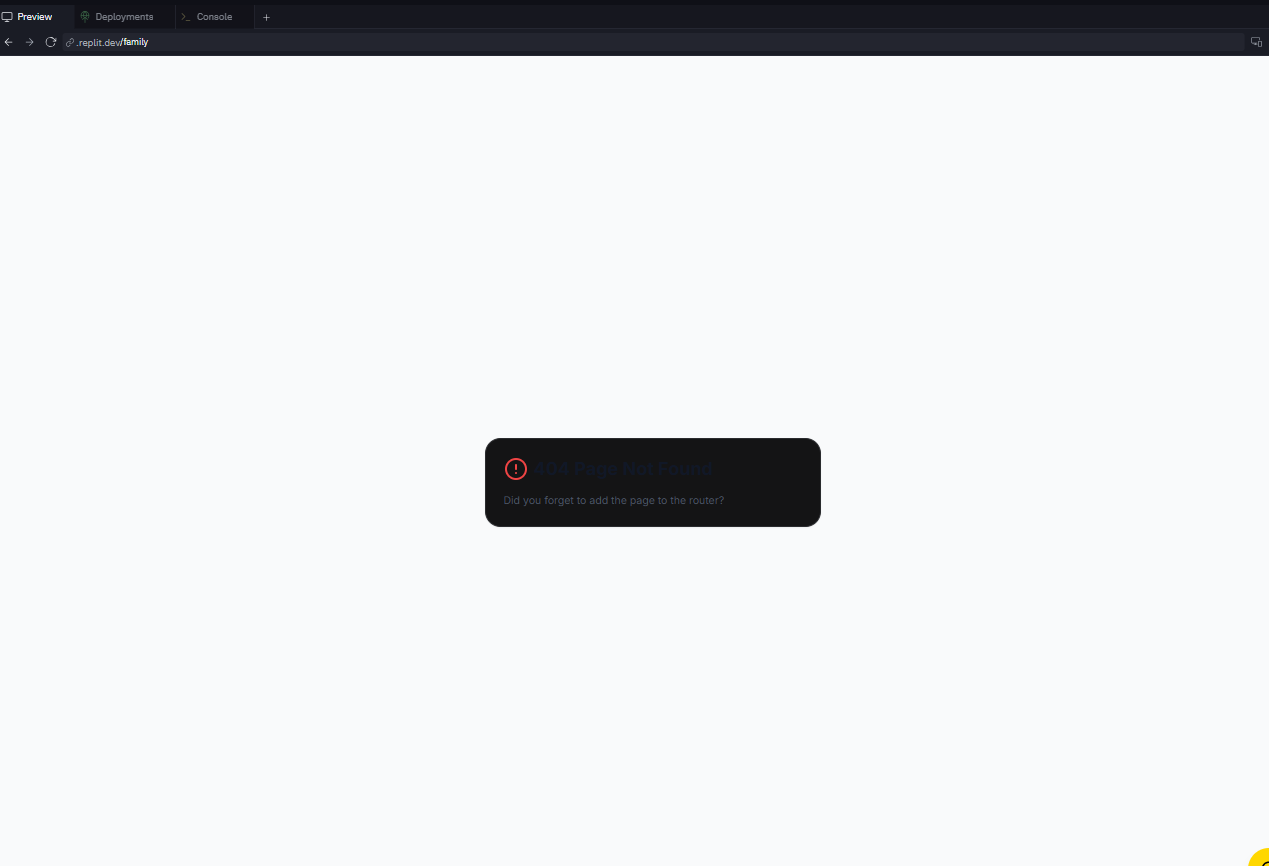 Preview
Deployments
Console
.replit.dev/family
404 Page Not Found
Did you forget to add the page to the router?